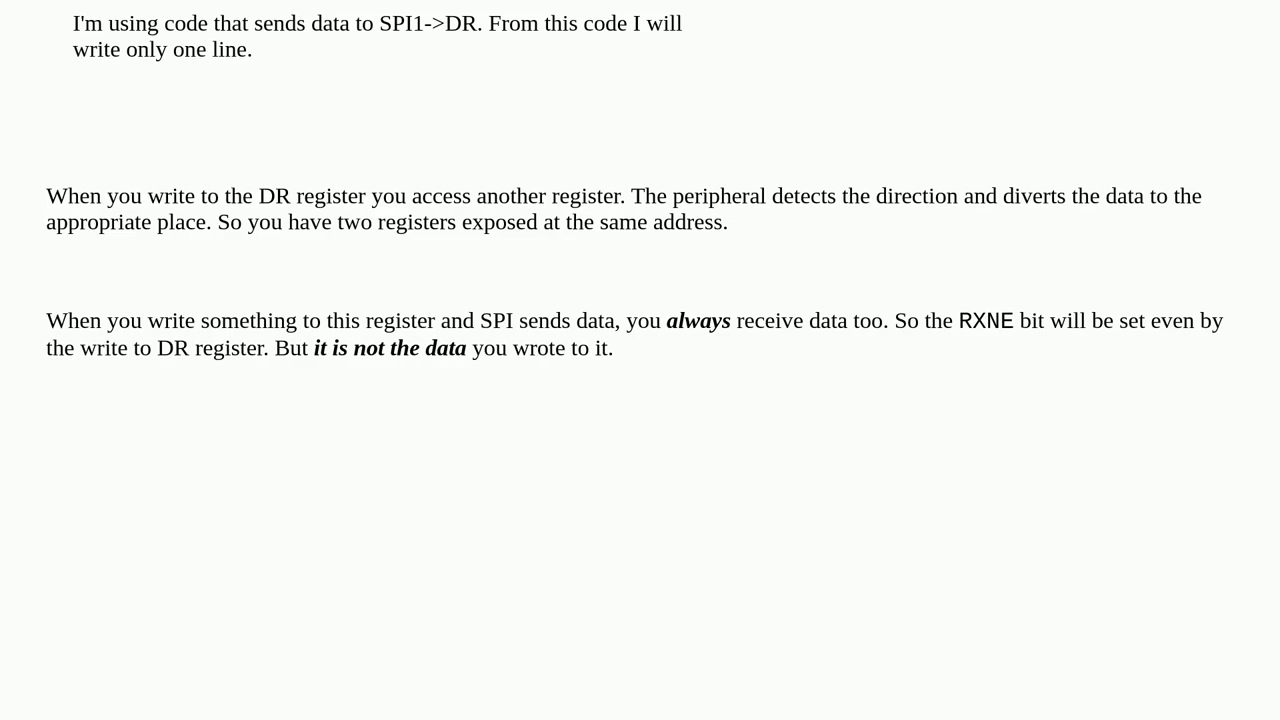 I'm using code that sends data to SPI1->DR. From this code I will
write only one line.
When you write to the DR register you access another register. The peripheral detects the direction and diverts the data to the
appropriate place. So you have two registers exposed at the same address.
When you write something to this register and SPI sends data, you always receive data too. So the RXNE bit will be set even by
the write to DR register. But it is not the data you wrote to it.